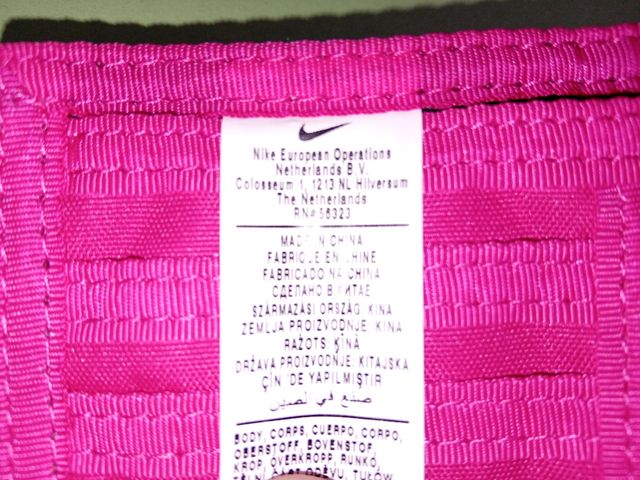 Nike European Operations
Netherlands B.V.
Colosseum 1, 1213 NL Hilversum
The Netherlands
RN# 56323
MADE IN CHINA
FABRIQUE EN CHINE
FABRICADO NA CHINA
СДЕЛАНО В КИТАЕ
SZÁRMAZÁSI ORSZÁG: KÍNA
ZEMLJA PROIZVODNJE: KINA
RAŽOTS: ĶĪNĀ
DRŽAVA PROIZVODNJE: KITAJSKA
ÇİN 'DE YAPILMIŞTIR
صنع في الصين
BODY, CORPS, CUERPO, CORPO,
OBERSTOFF, BOVENSTOF,
KROP, OVERKROPP, RUNKO,
ODĚVU, TUŁÓW